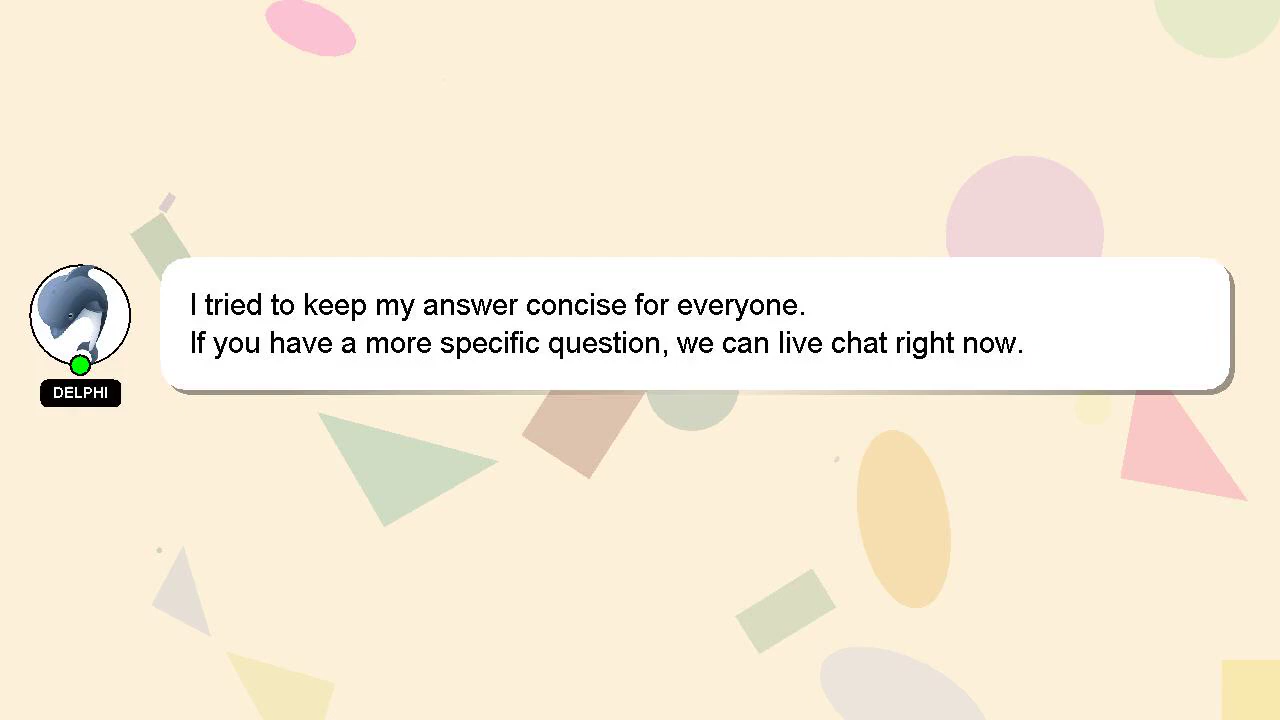 I tried to keep my answer concise for everyone.
If you have a more specific question, we can live chat right now.
DELPHI